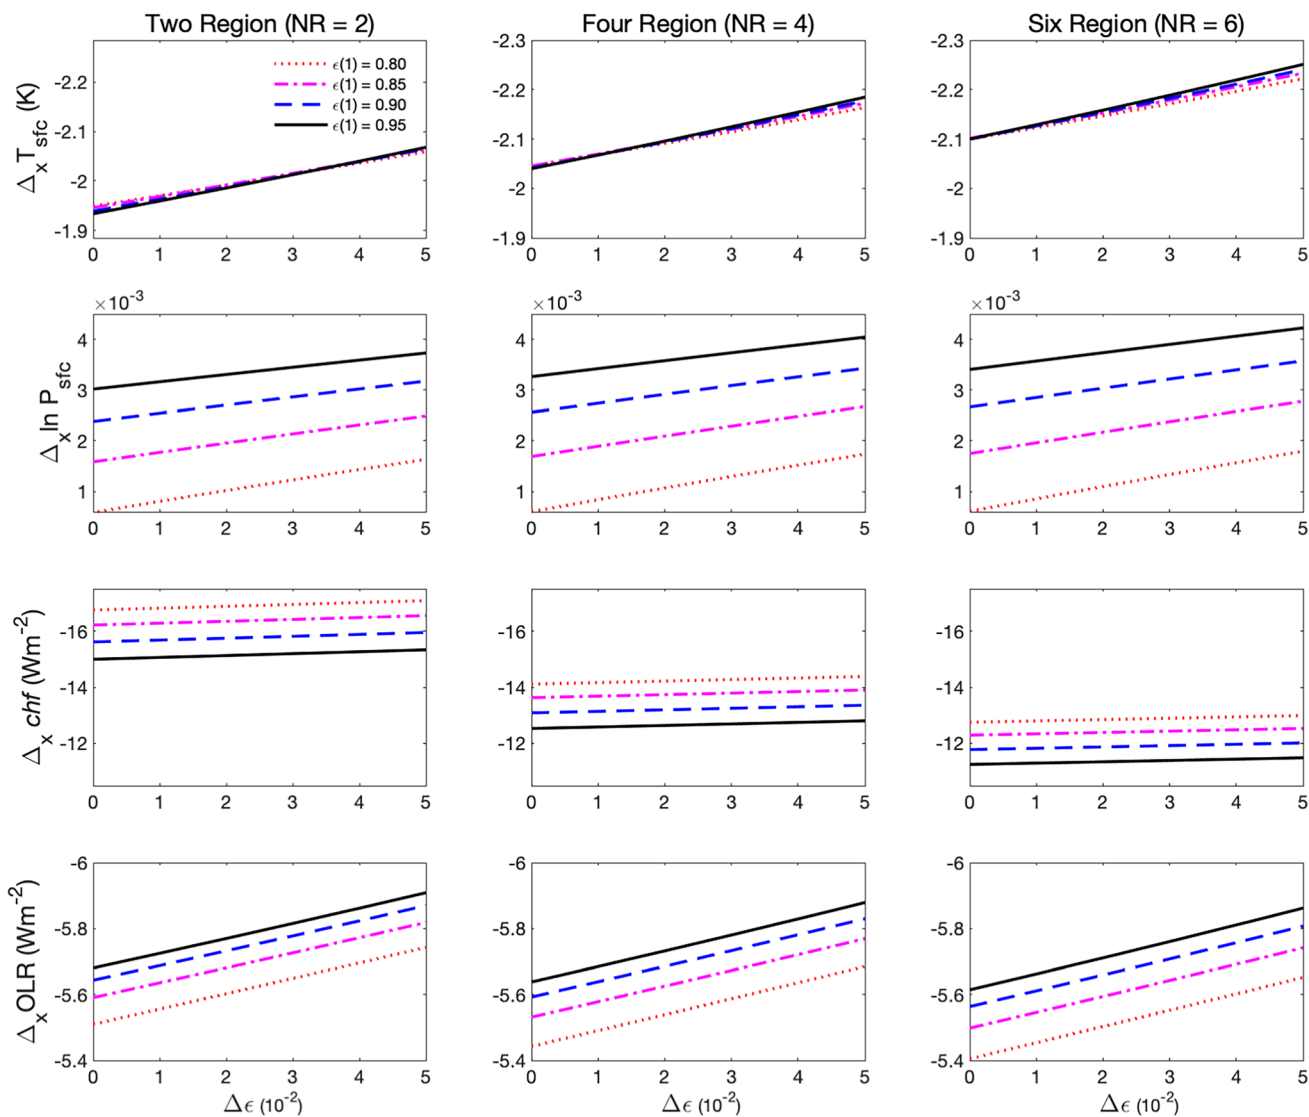 Two Region (NR = 2)
Four Region (NR = 4)
Six Region (NR = 6)
Δₓ T_sfc (K)
-2.2
-2.1
-2
-1.9
ϵ(1) = 0.80
ϵ(1) = 0.85
ϵ(1) = 0.90
ϵ(1) = 0.95
0 1 2 3 4 5
-2.3
-2.2
-2.1
-2
-1.9
0 1 2 3 4 5
-2.3
-2.2
-2.1
-2
-1.9
0 1 2 3 4 5
Δₓ ln P_sfc
×10⁻³
4
3
2
1
0 1 2 3 4 5
×10⁻³
4
3
2
1
0 1 2 3 4 5
×10⁻³
4
3
2
1
0 1 2 3 4 5
Δₓ chf (Wm⁻²)
-16
-14
-12
0 1 2 3 4 5
-16
-14
-12
0 1 2 3 4 5
-16
-14
-12
0 1 2 3 4 5
Δₓ OLR (Wm⁻²)
-6
-5.8
-5.6
-5.4
0 1 2 3 4 5
Δϵ (10⁻²)
-6
-5.8
-5.6
-5.4
0 1 2 3 4 5
Δϵ (10⁻²)
-6
-5.8
-5.6
-5.4
0 1 2 3 4 5
Δϵ (10⁻²)